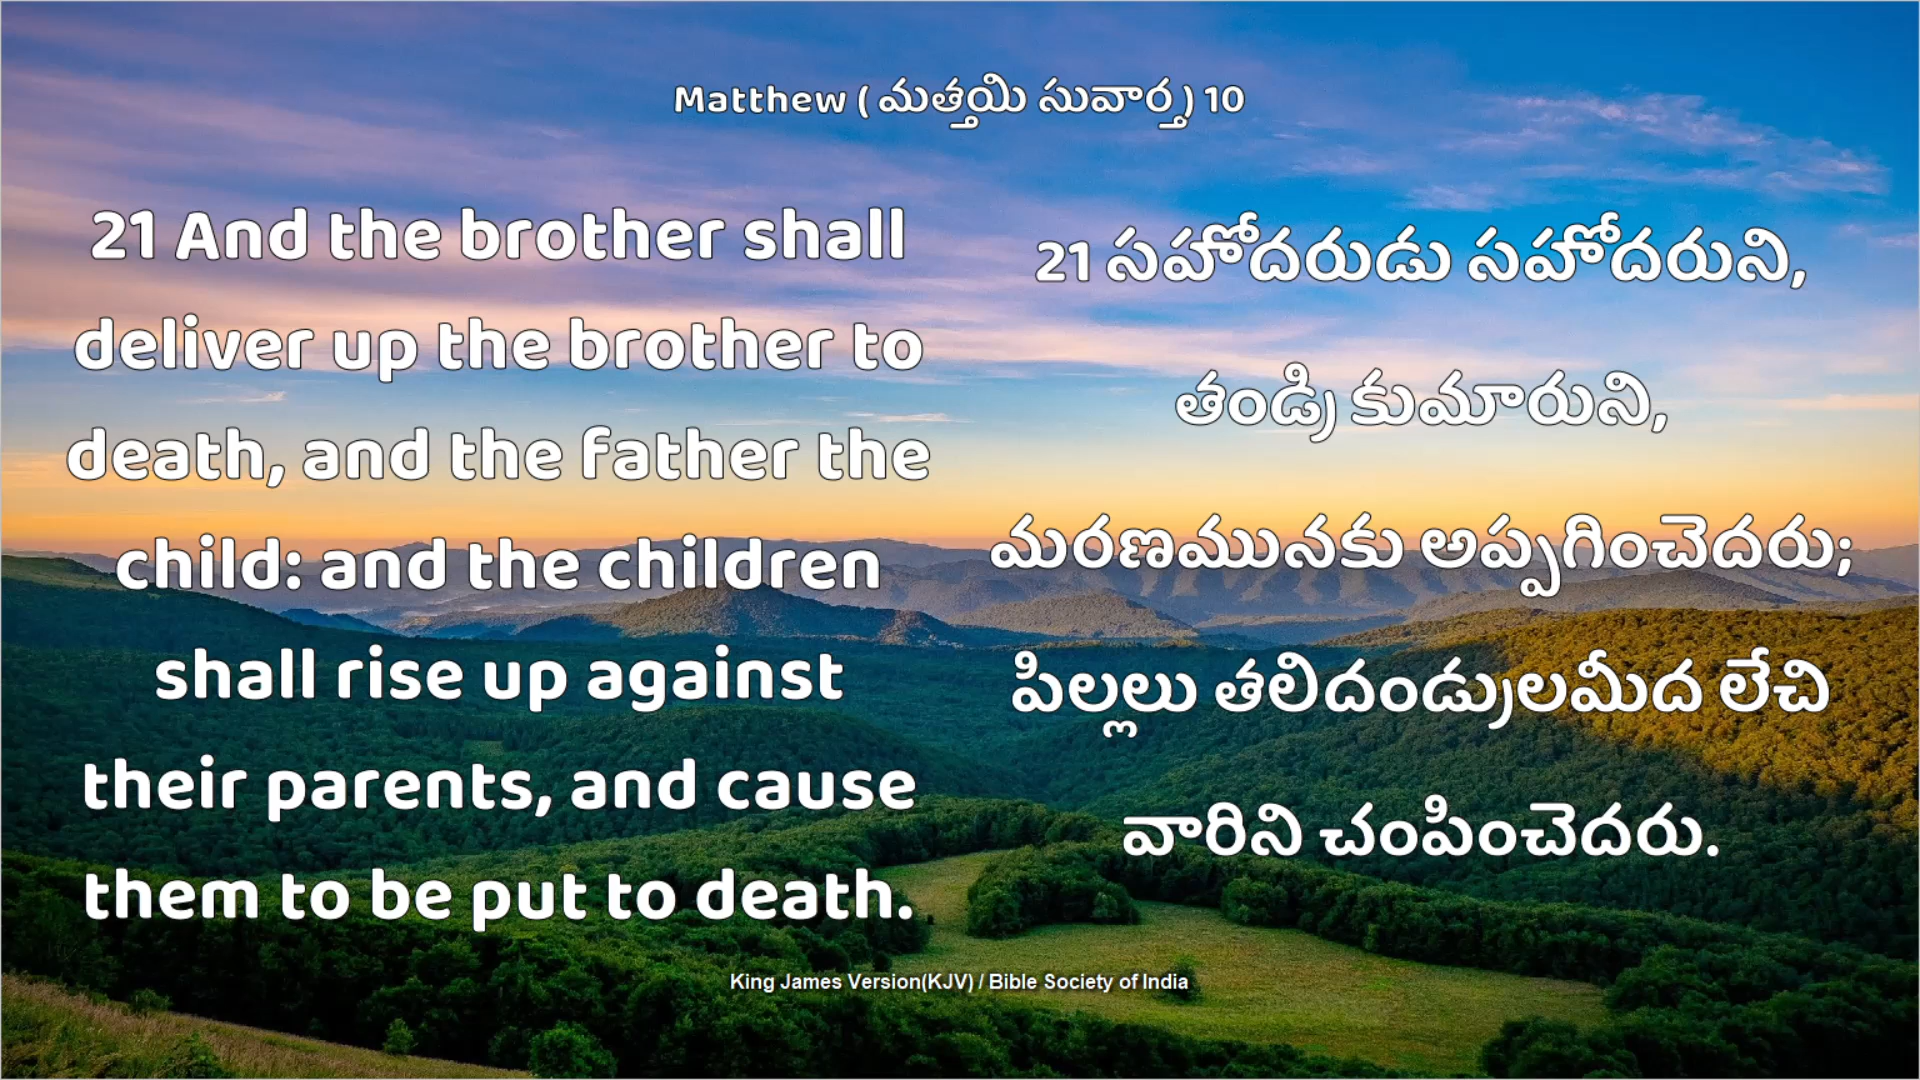 Matthew ( మత్తయి సువార్త ) 10
21 And the brother shall
deliver up the brother to
death, and the father the
child: and the children
shall rise up against
their parents, and cause
them to be put to death.
21 సహోదరుడు సహోదరుని,
తండ్రి కుమారుని,
మరణమునకు అప్పగించెదరు;
పిల్లలు తలిదండ్రులమీద లేచి
వారిని చంపించెదరు.
King James Version(KJV) / Bible Society of India